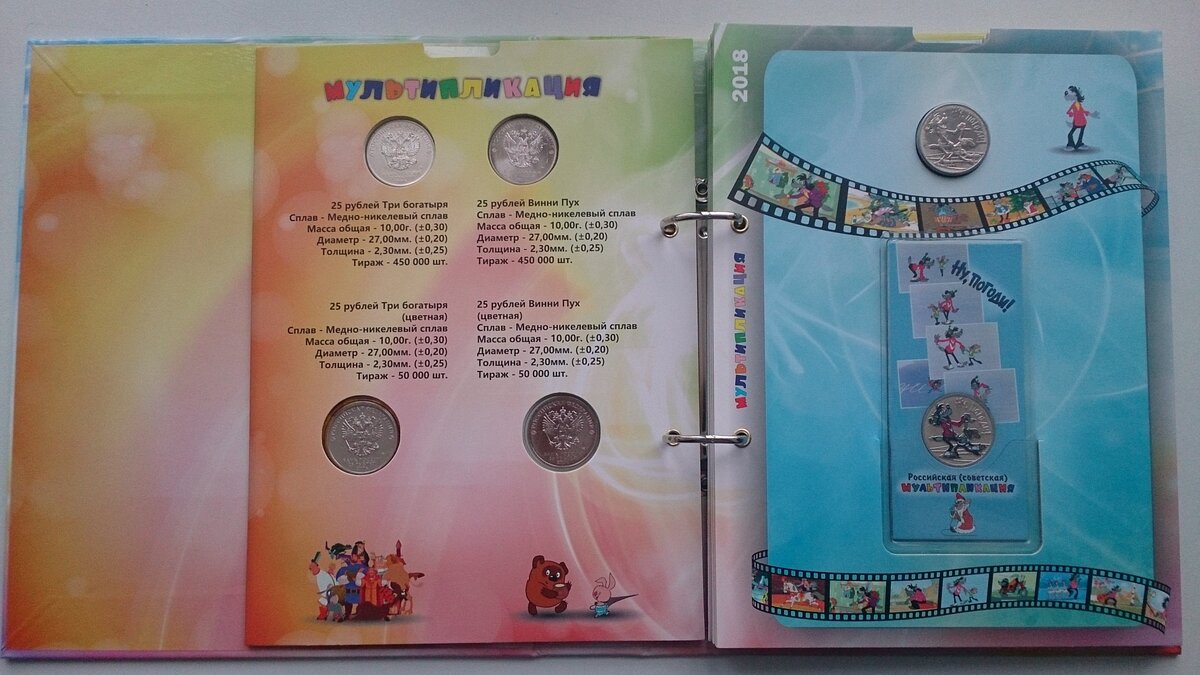 МУЛЬТИПЛИКАЦИЯ
25 рублей Три богатыря
Сплав - Медно-никелевый сплав
Масса общая - 10,00г. (±0,30)
Диаметр - 27,00мм. (±0,20)
Толщина - 2,30мм. (±0,25)
Тираж - 450 000 шт.
25 рублей Винни Пух
Сплав - Медно-никелевый сплав
Масса общая - 10,00г. (±0,30)
Диаметр - 27,00мм. (±0,20)
Толщина - 2,30мм. (±0,25)
Тираж - 450 000 шт.
25 рублей Три богатыря
(цветная)
Сплав - Медно-никелевый сплав
Масса общая - 10,00г. (±0,30)
Диаметр - 27,00мм. (±0,20)
Толщина - 2,30мм. (±0,25)
Тираж - 50 000 шт.
25 рублей Винни Пух
(цветная)
Сплав - Медно-никелевый сплав
Масса общая - 10,00г. (±0,30)
Диаметр - 27,00мм. (±0,20)
Толщина - 2,30мм. (±0,25)
Тираж - 50 000 шт.
2018
МУЛЬТИПЛИКАЦИЯ
Ну, погоди!
Российская (советская)
МУЛЬТИПЛИКАЦИЯ